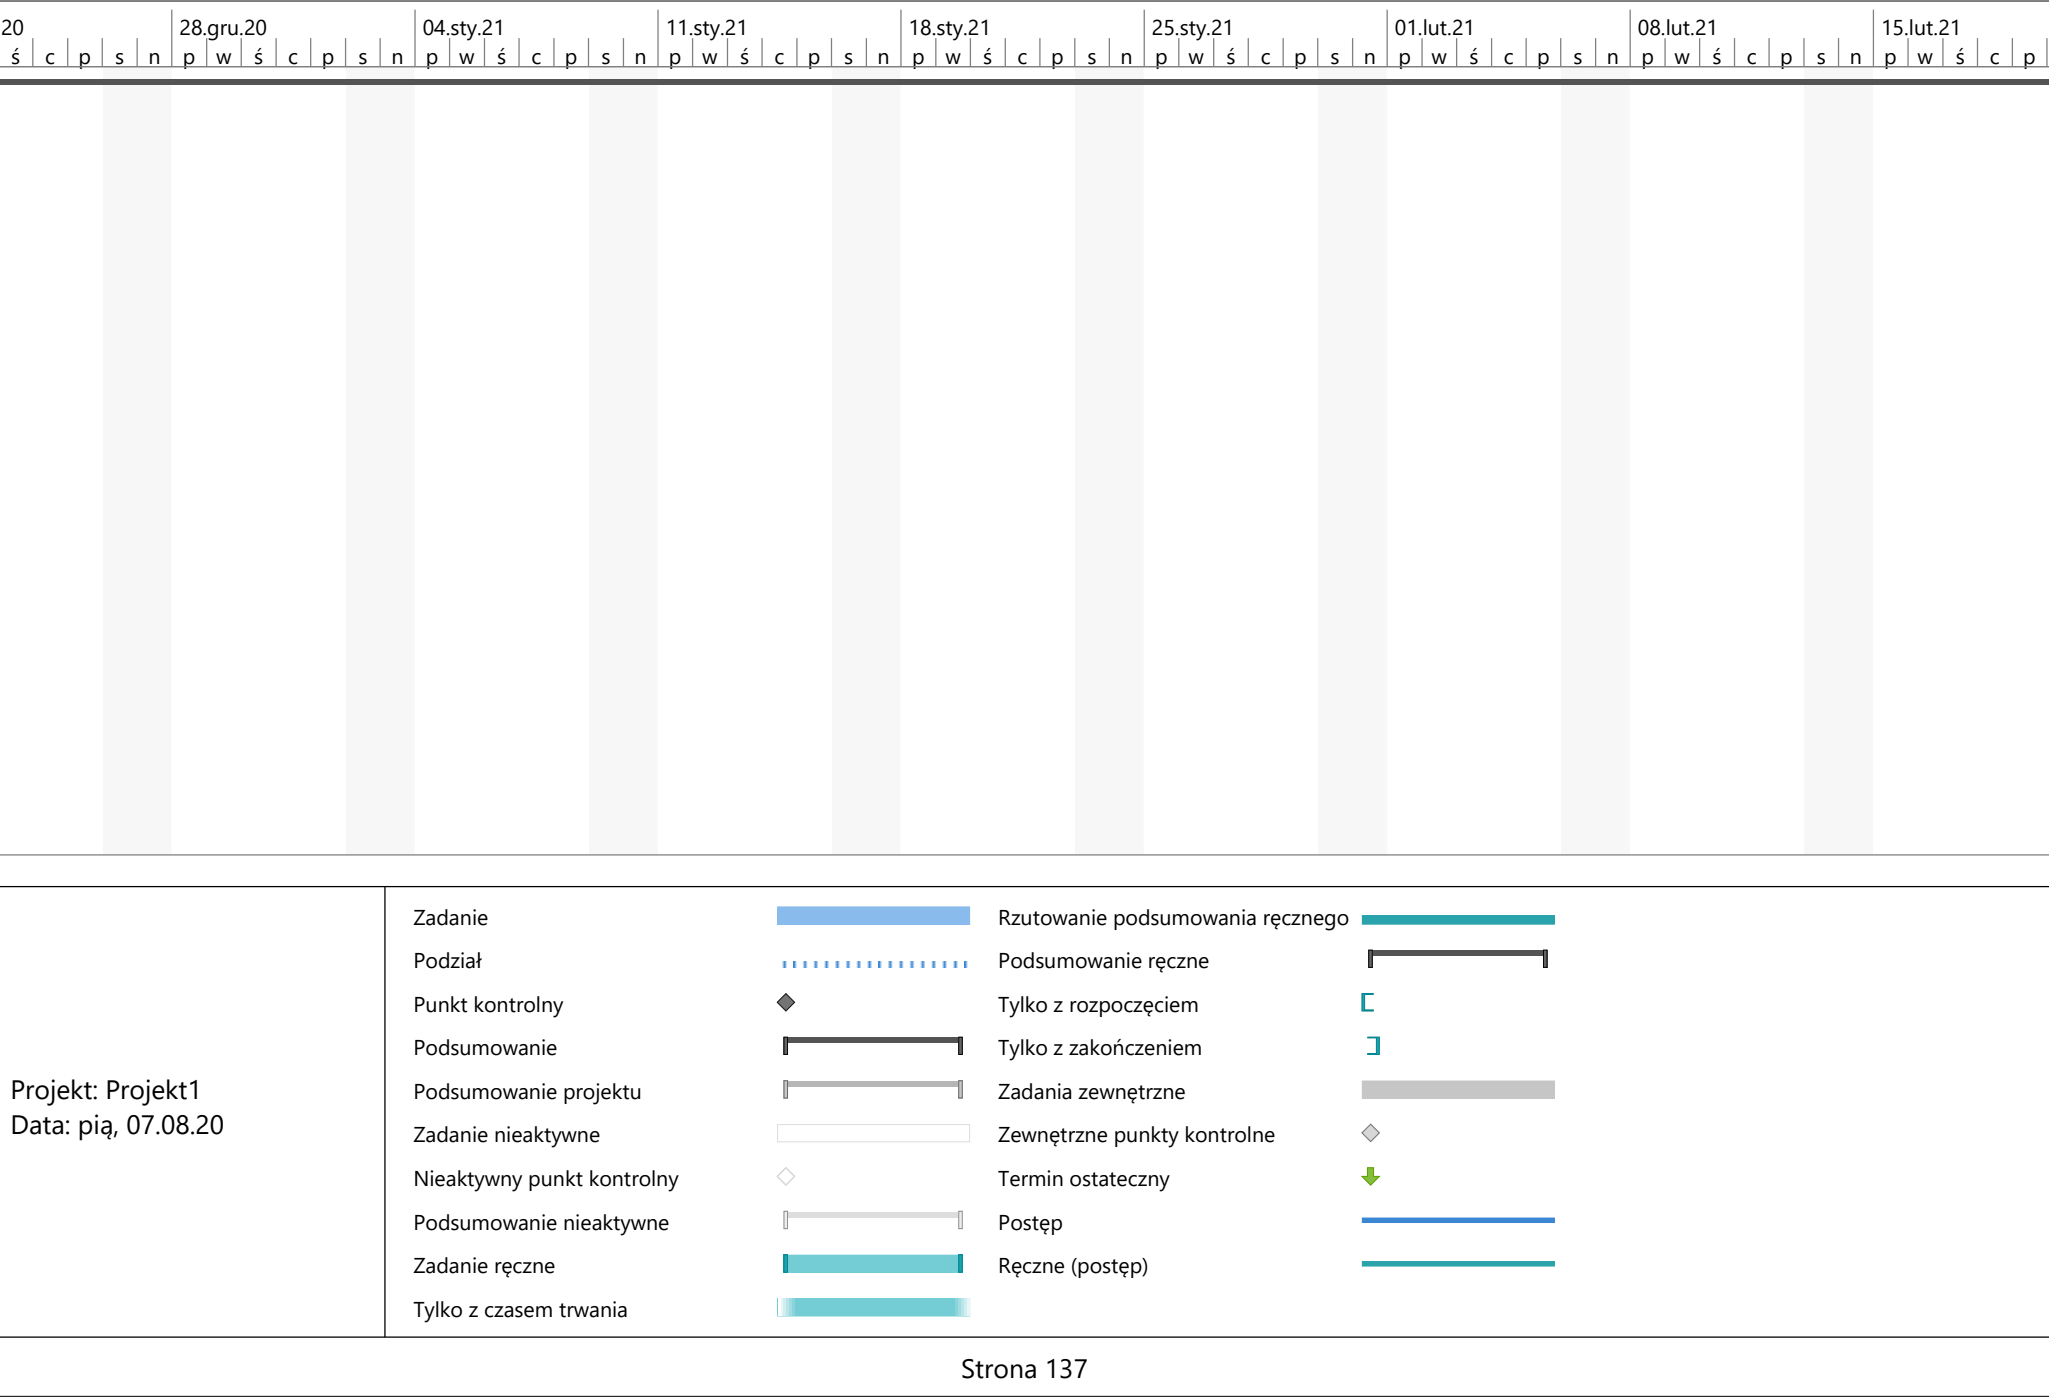 20 28.gru.20 04.sty.21 11.sty.21 18.sty.21 25.sty.21 01.lut.21 08.lut.21 15.lut.21
ś c p s n p w ś c p s n p w ś c p s n p w ś c p s n p w ś c p s n p w ś c p s n p w ś c p s n p w ś c p s n p w ś c p
Zadanie
Podział
Punkt kontrolny
Podsumowanie
Podsumowanie projektu
Zadanie nieaktywne
Nieaktywny punkt kontrolny
Podsumowanie nieaktywne
Zadanie ręczne
Tylko z czasem trwania
Rzutowanie podsumowania ręcznego
Podsumowanie ręczne
Tylko z rozpoczęciem
Tylko z zakończeniem
Zadania zewnętrzne
Zewnętrzne punkty kontrolne
Termin ostateczny
Postęp
Ręczne (postęp)
Projekt: Projekt1
Data: pią, 07.08.20
Strona 137